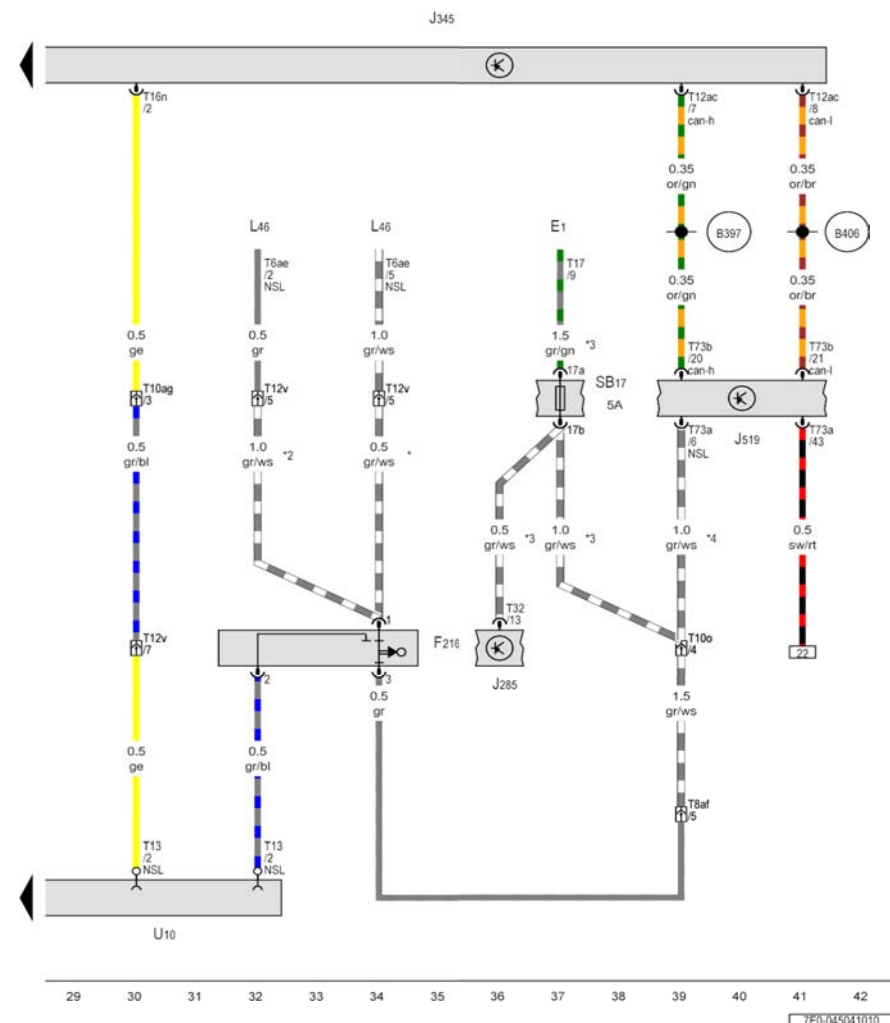 J345
T16n
/2
T12ac
/7
can-h
T12ac
/8
can-l
0.35
or/gn
0.35
or/br
L46
L46
E1
B397
B406
T6ae
/2
NSL
T6ae
/5
NSL
T17
/9
0.35
or/gn
0.35
or/br
0.5
ge
0.5
gr
1.0
gr/ws
1.5
gr/gn
*3
T73b
/20
can-h
T73b
/21
can-l
T10ag
/3
T12v
/5
T12v
/5
17a
SB17
5A
17b
J519
T73a
/6
NSL
T73a
/43
0.5
gr/bl
1.0
gr/ws
*2
0.5
gr/ws
*
0.5
gr/ws
*3
1.0
gr/ws
*3
1.0
gr/ws
*4
0.5
sw/rt
T12v
/7
1
F216
2
3
T32
/13
J285
T10o
/4
22
0.5
gr
1.5
gr/ws
0.5
ge
0.5
gr/bl
T8af
/5
T13
/2
NSL
T13
/2
NSL
U10
29 30 31 32 33 34 35 36 37 38 39 40 41 42
7E0-045041010